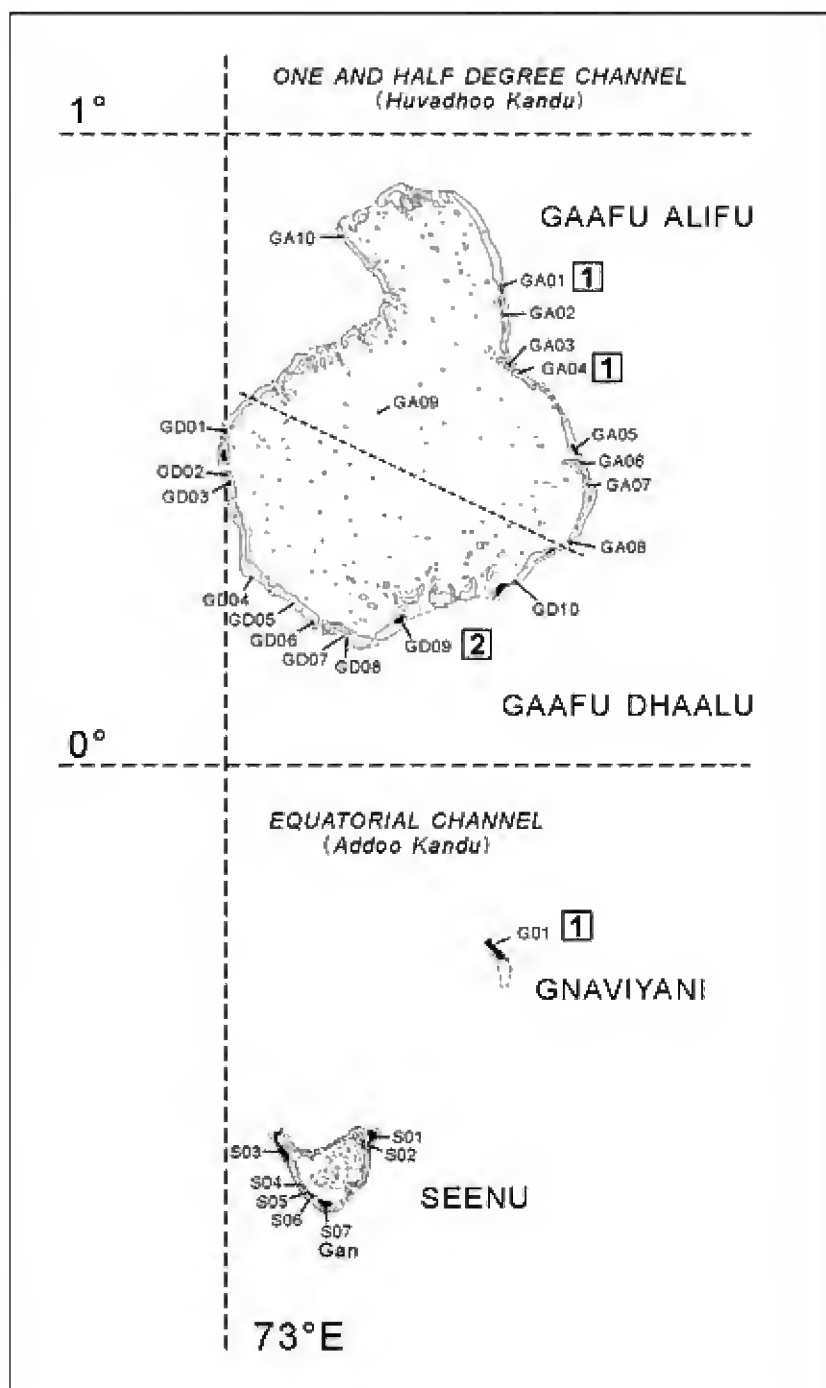 ONE AND HALF DEGREE CHANNEL
(Huvadhoo Kandu)
1°
GAAFU ALIFU
GA10
GA01 1
GA02
GA03
GA04 1
GA09
GD01
GA05
GA06
GD02
GA07
GD03
GA08
GD04
GD10
GD05
GD06
GD09 2
GD07
GD08
GAAFU DHAALU
0°
EQUATORIAL CHANNEL
(Addoo Kandu)
G01 1
GNAVIYANI
S01
S03
S02
S04
SEENU
S05
S06
S07
Gan
73°E